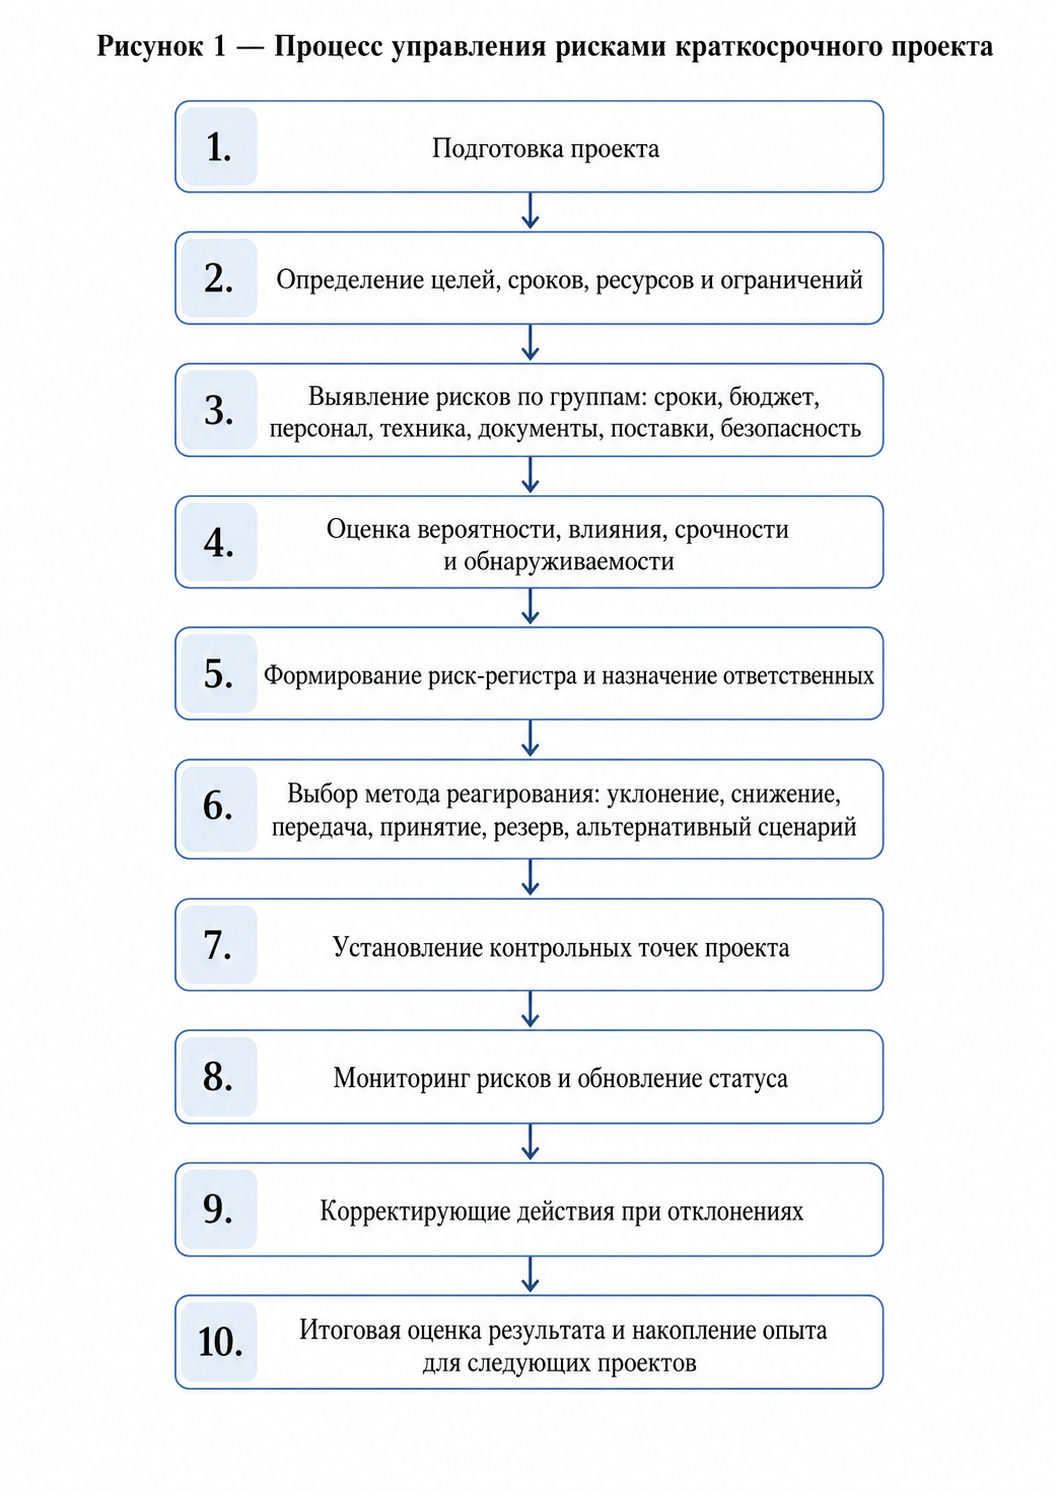 Рисунок 1 — Процесс управления рисками краткосрочного проекта
1.
Подготовка проекта
2.
Определение целей, сроков, ресурсов и ограничений
3.
Выявление рисков по группам: сроки, бюджет,
персонал, техника, документы, поставки, безопасность
4.
Оценка вероятности, влияния, срочности
и обнаруживаемости
5.
Формирование риск-регистра и назначение ответственных
6.
Выбор метода реагирования: уклонение, снижение,
передача, принятие, резерв, альтернативный сценарий
7.
Установление контрольных точек проекта
8.
Мониторинг рисков и обновление статуса
9.
Корректирующие действия при отклонениях
10.
Итоговая оценка результата и накопление опыта
для следующих проектов